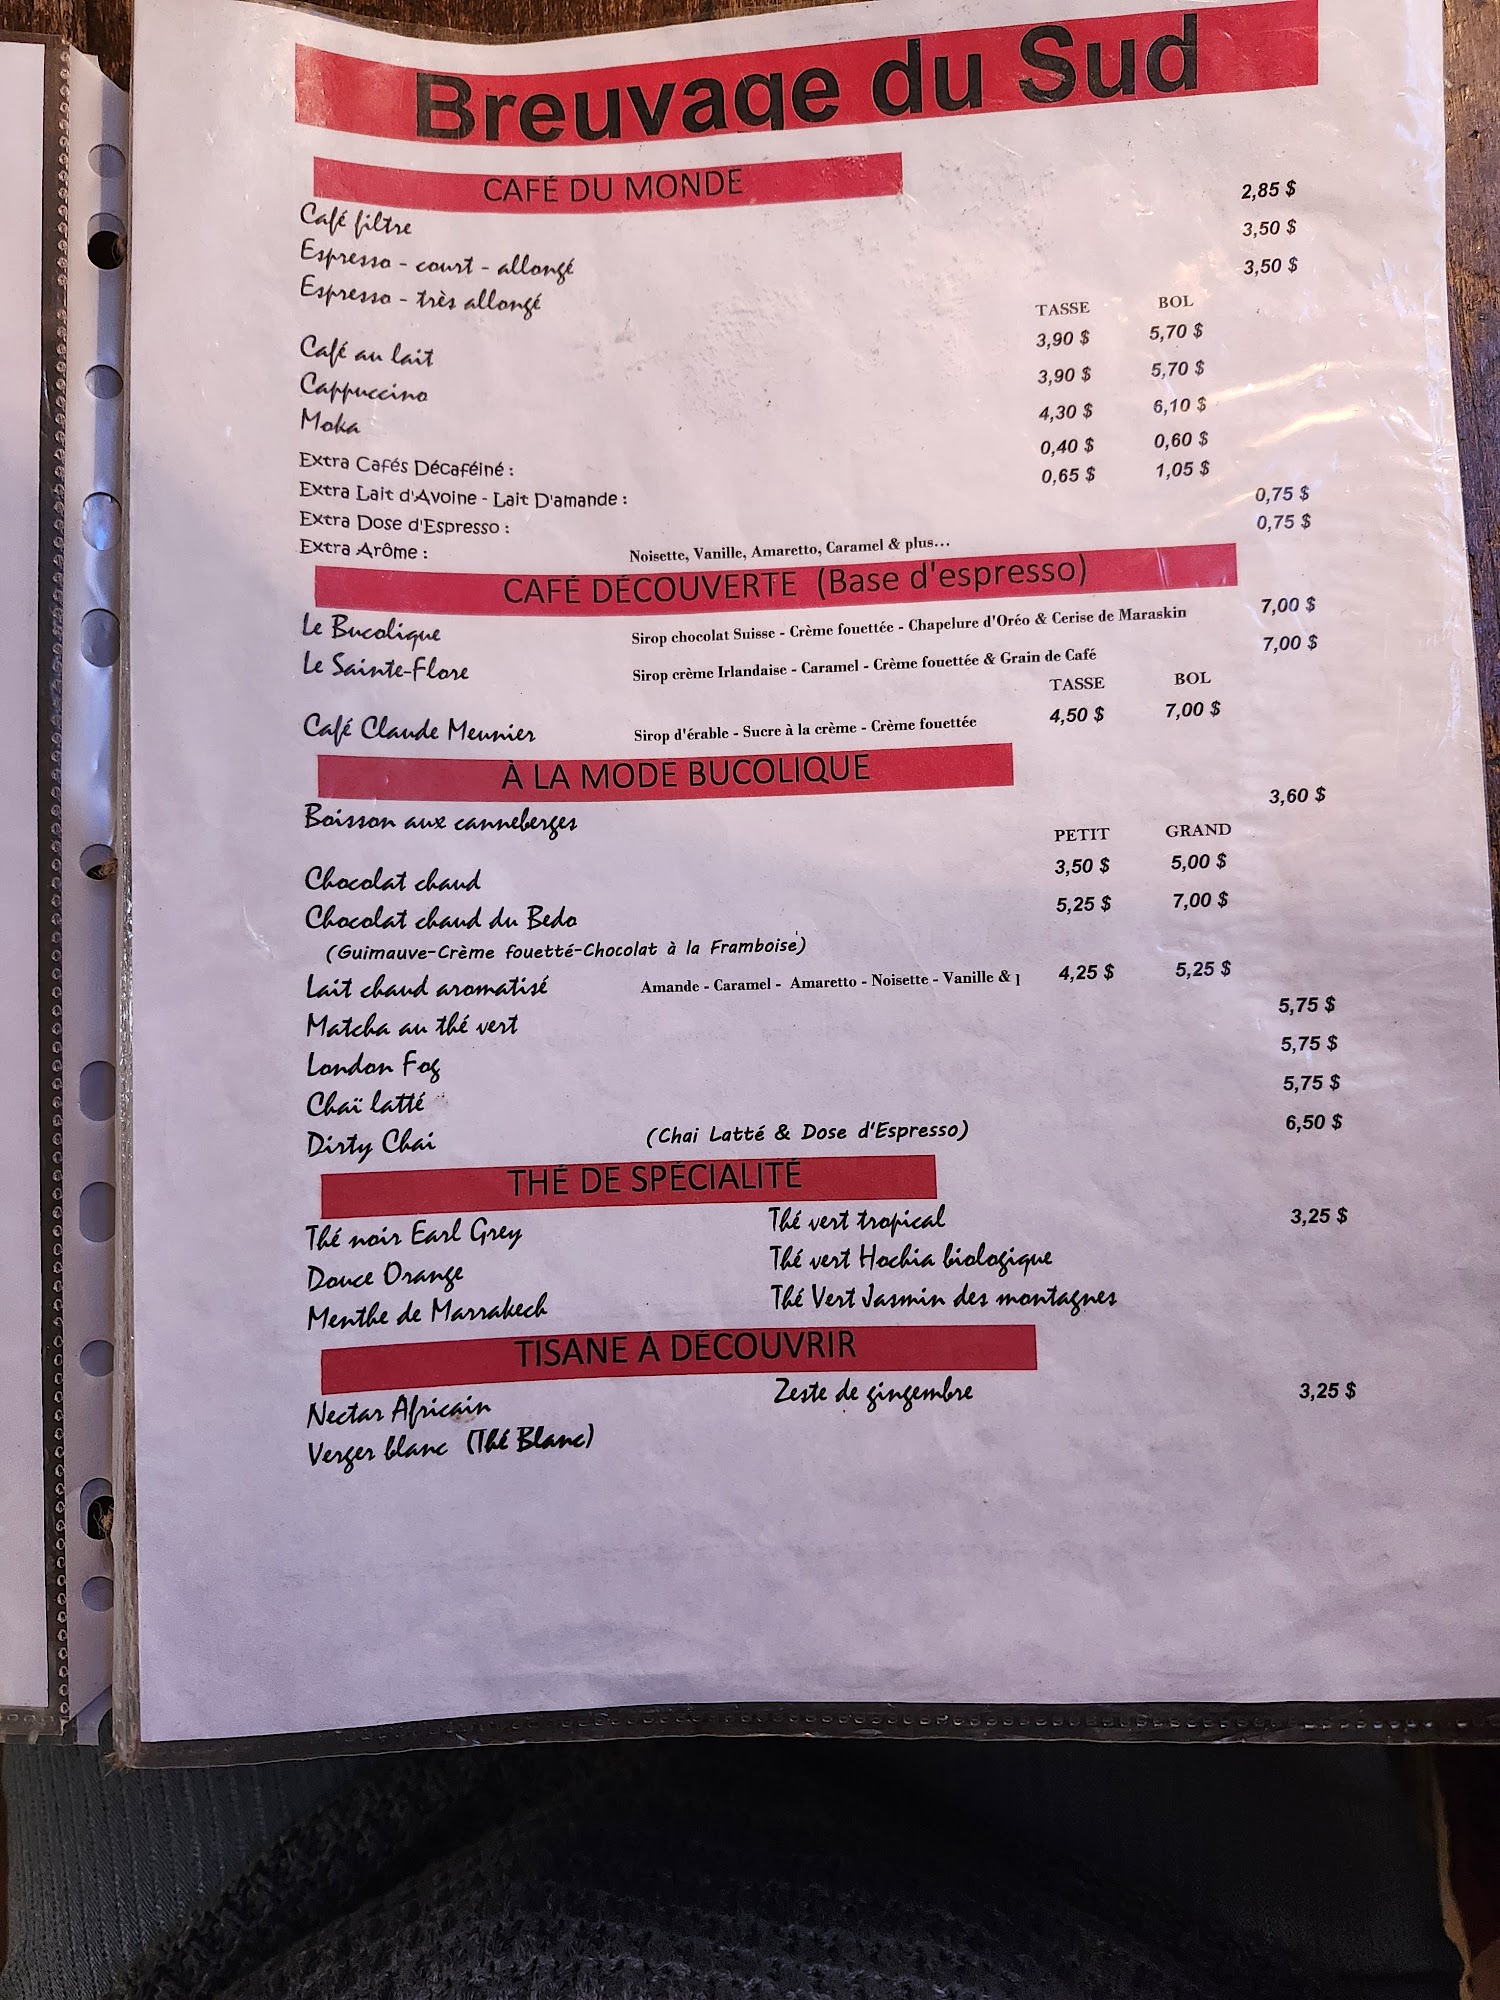 Breuvage du Sud
CAFÉ DU MONDE
Café filtre 2,85 $
Espresso - court - allongé 3,50 $
Espresso - très allongé 3,50 $
TASSE BOL
Café au lait 3,90 $ 5,70 $
Cappuccino 3,90 $ 5,70 $
Moka 4,30 $ 6,10 $
Extra Cafés Décaféiné : 0,40 $ 0,60 $
Extra Lait d'Avoine - Lait D'amande : 0,65 $ 1,05 $
Extra Dose d'Espresso : 0,75 $
Extra Arôme : Noisette, Vanille, Amaretto, Caramel & plus... 0,75 $
CAFÉ DÉCOUVERTE (Base d'espresso)
Le Bucolique Sirop chocolat Suisse - Crème fouettée - Chapelure d'Oréo & Cerise de Maraskin 7,00 $
Le Sainte-Flore Sirop crème Irlandaise - Caramel - Crème fouettée & Grain de Café 7,00 $
TASSE BOL
Café Claude Meunier Sirop d'érable - Sucre à la crème - Crème fouettée 4,50 $ 7,00 $
À LA MODE BUCOLIQUE
Boisson aux canneberges 3,60 $
PETIT GRAND
Chocolat chaud 3,50 $ 5,00 $
Chocolat chaud du Bedo 5,25 $ 7,00 $
(Guimauve-Crème fouetté-Chocolat à la Framboise)
Lait chaud aromatisé Amande - Caramel - Amaretto - Noisette - Vanille & 4,25 $ 5,25 $
Matcha au thé vert 5,75 $
London Fog 5,75 $
Chaï latté 5,75 $
Dirty Chai (Chai Latté & Dose d'Espresso) 6,50 $
THÉ DE SPÉCIALITÉ
Thé noir Earl Grey Thé vert tropical 3,25 $
Douce Orange Thé vert Hochia biologique
Menthe de Marrakech Thé Vert Jasmin des montagnes
TISANE À DÉCOUVRIR
Nectar Africain Zeste de gingembre 3,25 $
Verger blanc (Thé Blanc)